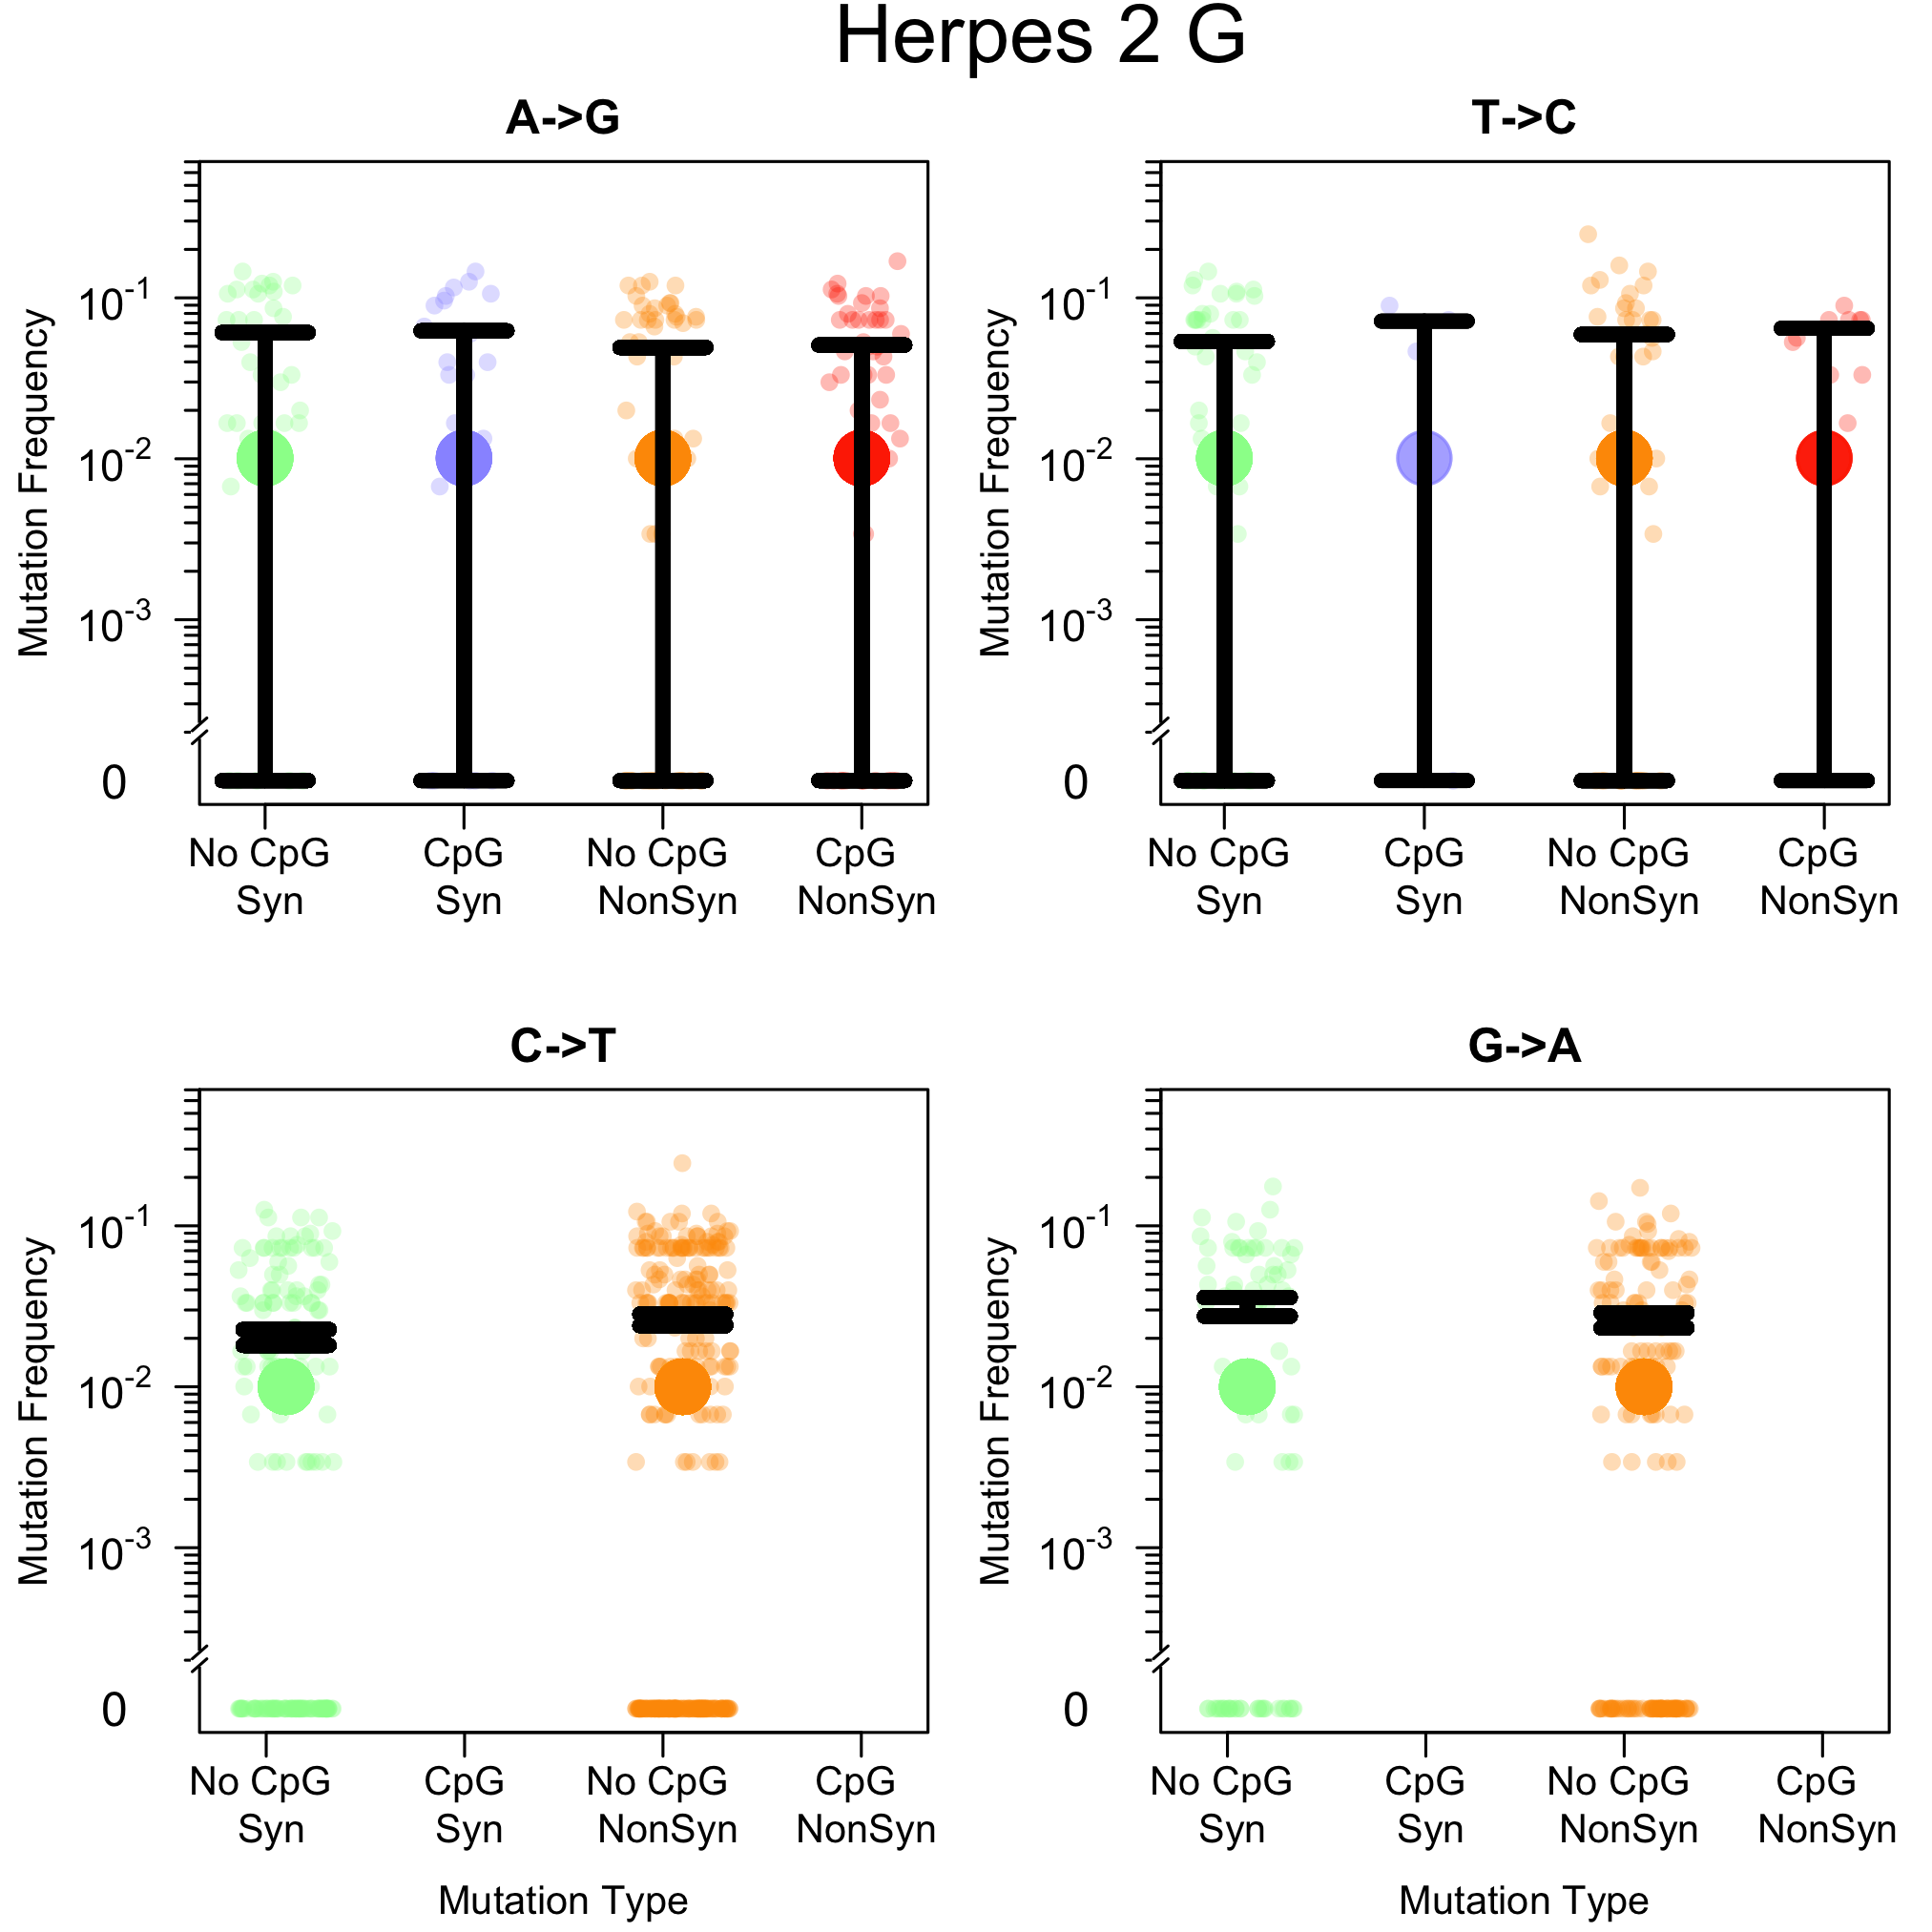 Herpes 2 G
A->G
Mutation Frequency
10-1
10-2
10-3
0
No CpG CpG No CpG CpG
Syn Syn NonSyn NonSyn
T->C
Mutation Frequency
10-1
10-2
10-3
0
No CpG CpG No CpG CpG
Syn Syn NonSyn NonSyn
C->T
Mutation Frequency
10-1
10-2
10-3
0
No CpG CpG No CpG CpG
Syn Syn NonSyn NonSyn
Mutation Type
G->A
Mutation Frequency
10-1
10-2
10-3
0
No CpG CpG No CpG CpG
Syn Syn NonSyn NonSyn
Mutation Type